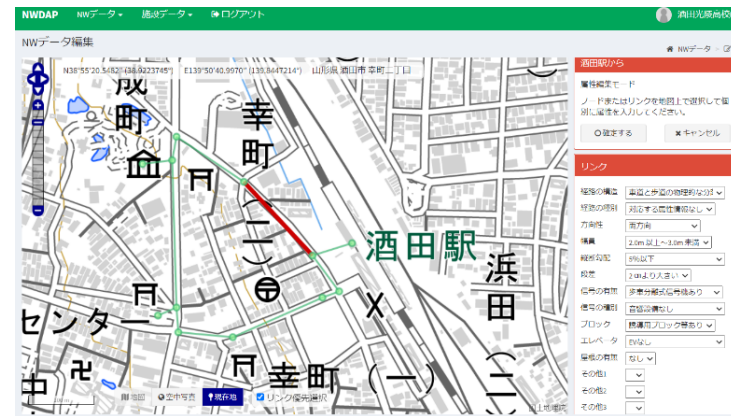 NWDAP NWデータ 施設データ ログアウト 酒田光陵高校
NWデータ編集
NWデータ
N38°55'20.5482" (38.9223745°) E139°50'40.9970" (139.8447214°) 山形県 酒田市 幸町二丁目
成町
幸町(二)
酒田駅
浜田(二
センター
中
幸町(一)
地図 空中写真 現在地 リンク優先選択
酒田駅から
属性編集モード
ノードまたはリンクを地図上で選択して個
別に属性を入力してください。
確定する キャンセル
リンク
経路の構造 車道と歩道の物理的な分離
経路の種別 対応する属性情報なし
方向性 両方向
幅員 2.0m以上~3.0m未満
縦断勾配 5%以下
段差 2cmより大きい
信号の有無 歩車分離式信号機あり
信号の種別 音響設備なし
ブロック 誘導用ブロック等あり
エレベータ EVなし
屋根の有無 なし
その他1
その他2
その他3